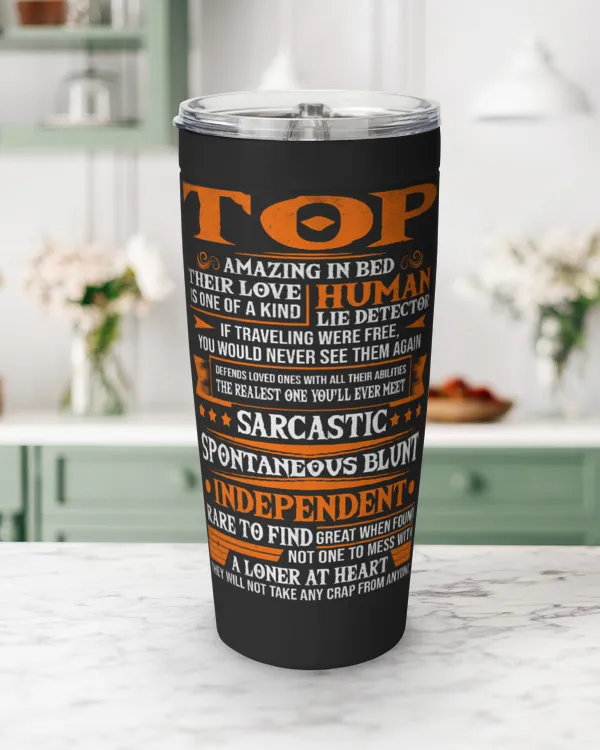 TOP
AMAZING IN BED
THEIR LOVE
IS ONE OF A KIND
HUMAN
LIE DETECTOR
IF TRAVELING WERE FREE,
YOU WOULD NEVER SEE THEM AGAIN
DEFENDS LOVED ONES WITH ALL THEIR ABILITIES
THE REALEST ONE YOU'LL EVER MEET
SARCASTIC
SPONTANEOUS BLUNT
INDEPENDENT
RARE TO FIND
GREAT WHEN FOUND
NOT ONE TO MESS WITH
A LONER AT HEART
THEY WILL NOT TAKE ANY CRAP FROM ANYONE